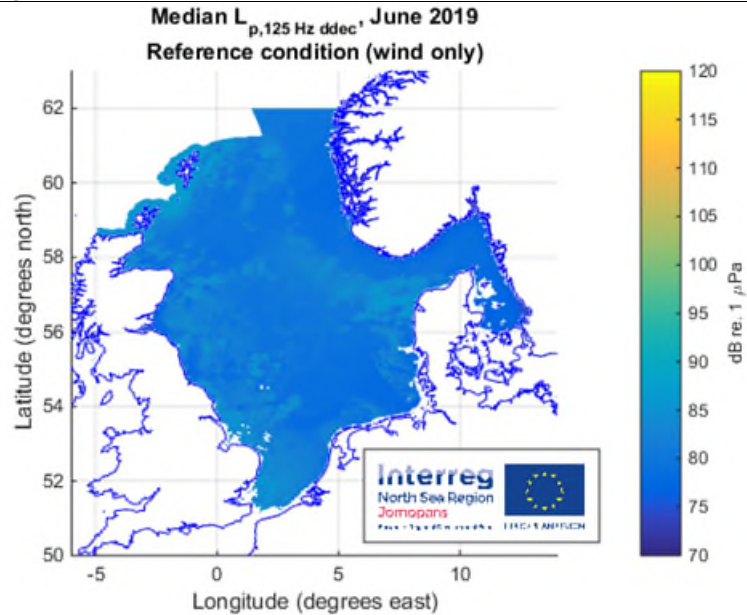 Median L p,125 Hz ddec, June 2019
Reference condition (wind only)
62
60
58
56
54
52
50
-5
0
5
10
Latitude (degrees north)
Longitude (degrees east)
120
115
110
105
100
95
90
85
80
75
70
dB re. 1 μPa
Interreg
North Sea Region
Jomopans